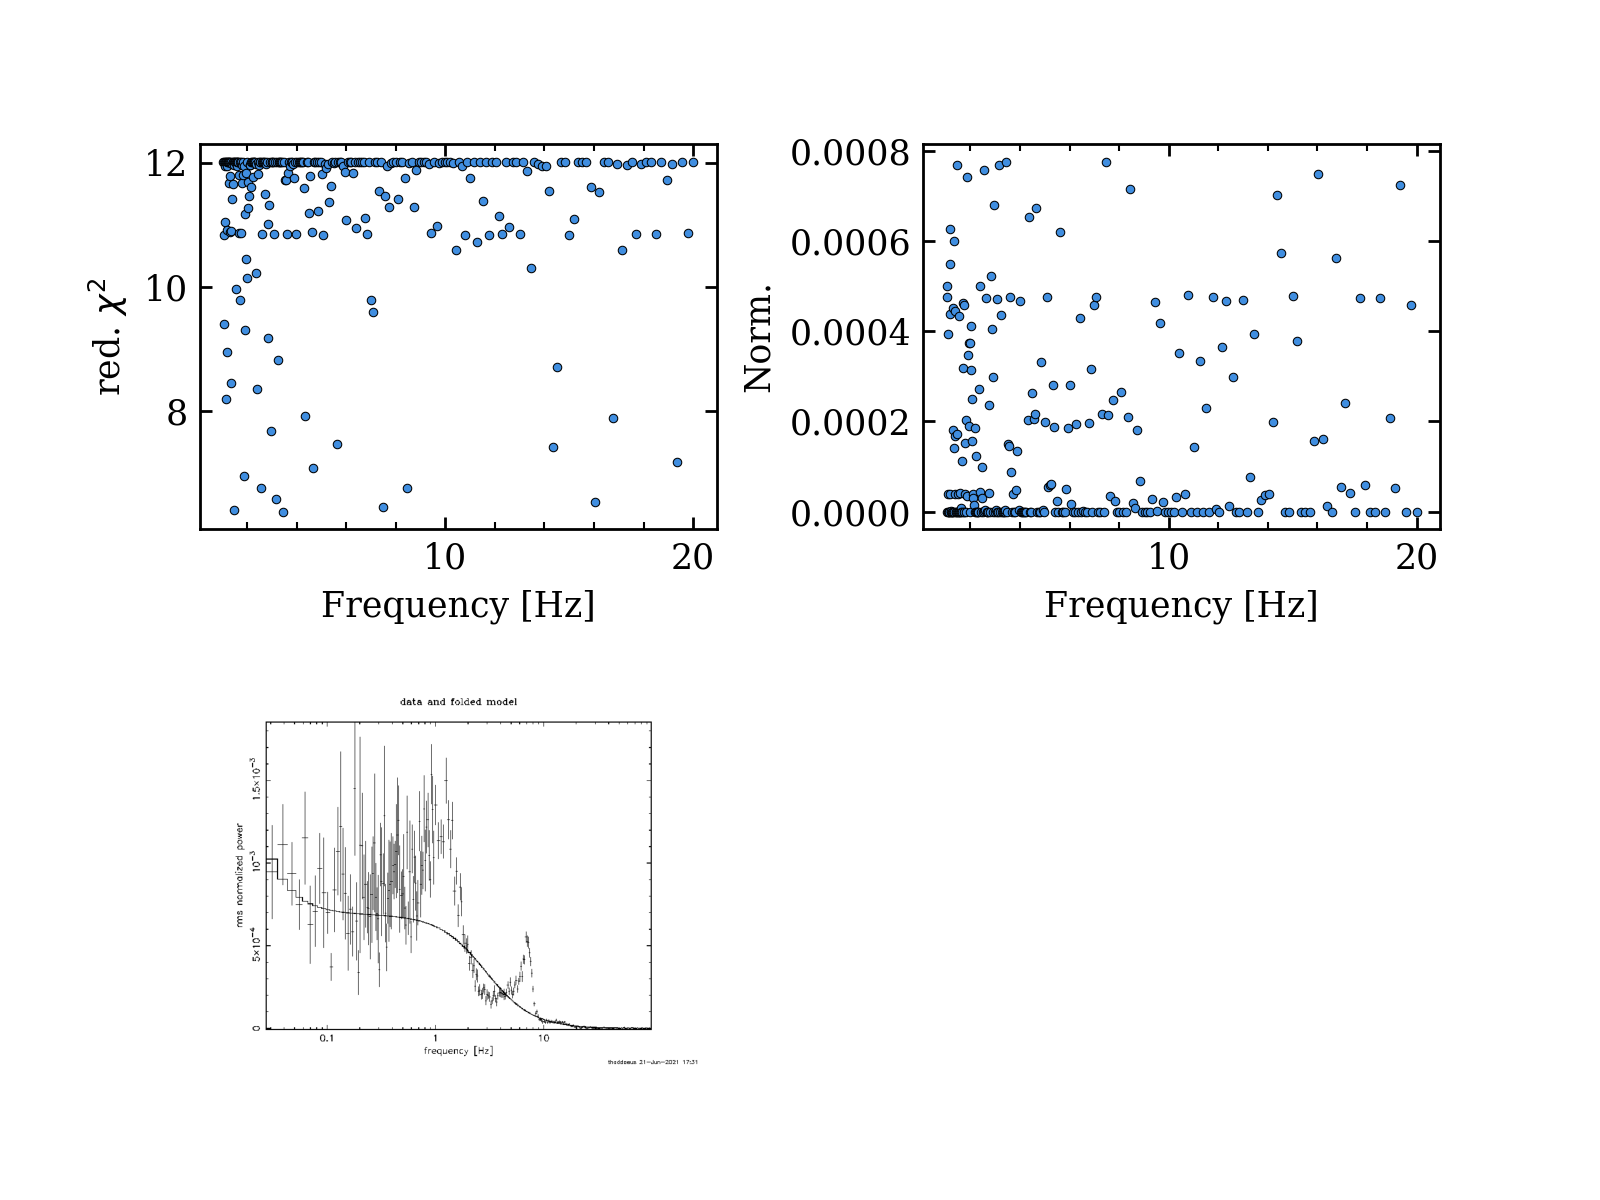 12
10
8
red. χ²
10 20
Frequency [Hz]
0.0008
0.0006
0.0004
0.0002
0.0000
Norm.
10 20
Frequency [Hz]
data and folded model
rms normalized power
0 5×10⁻⁴ 10⁻³ 1.5×10⁻³
0.1 1 10
frequency [Hz]
thaddaeus 21-Jun-2021 17:31